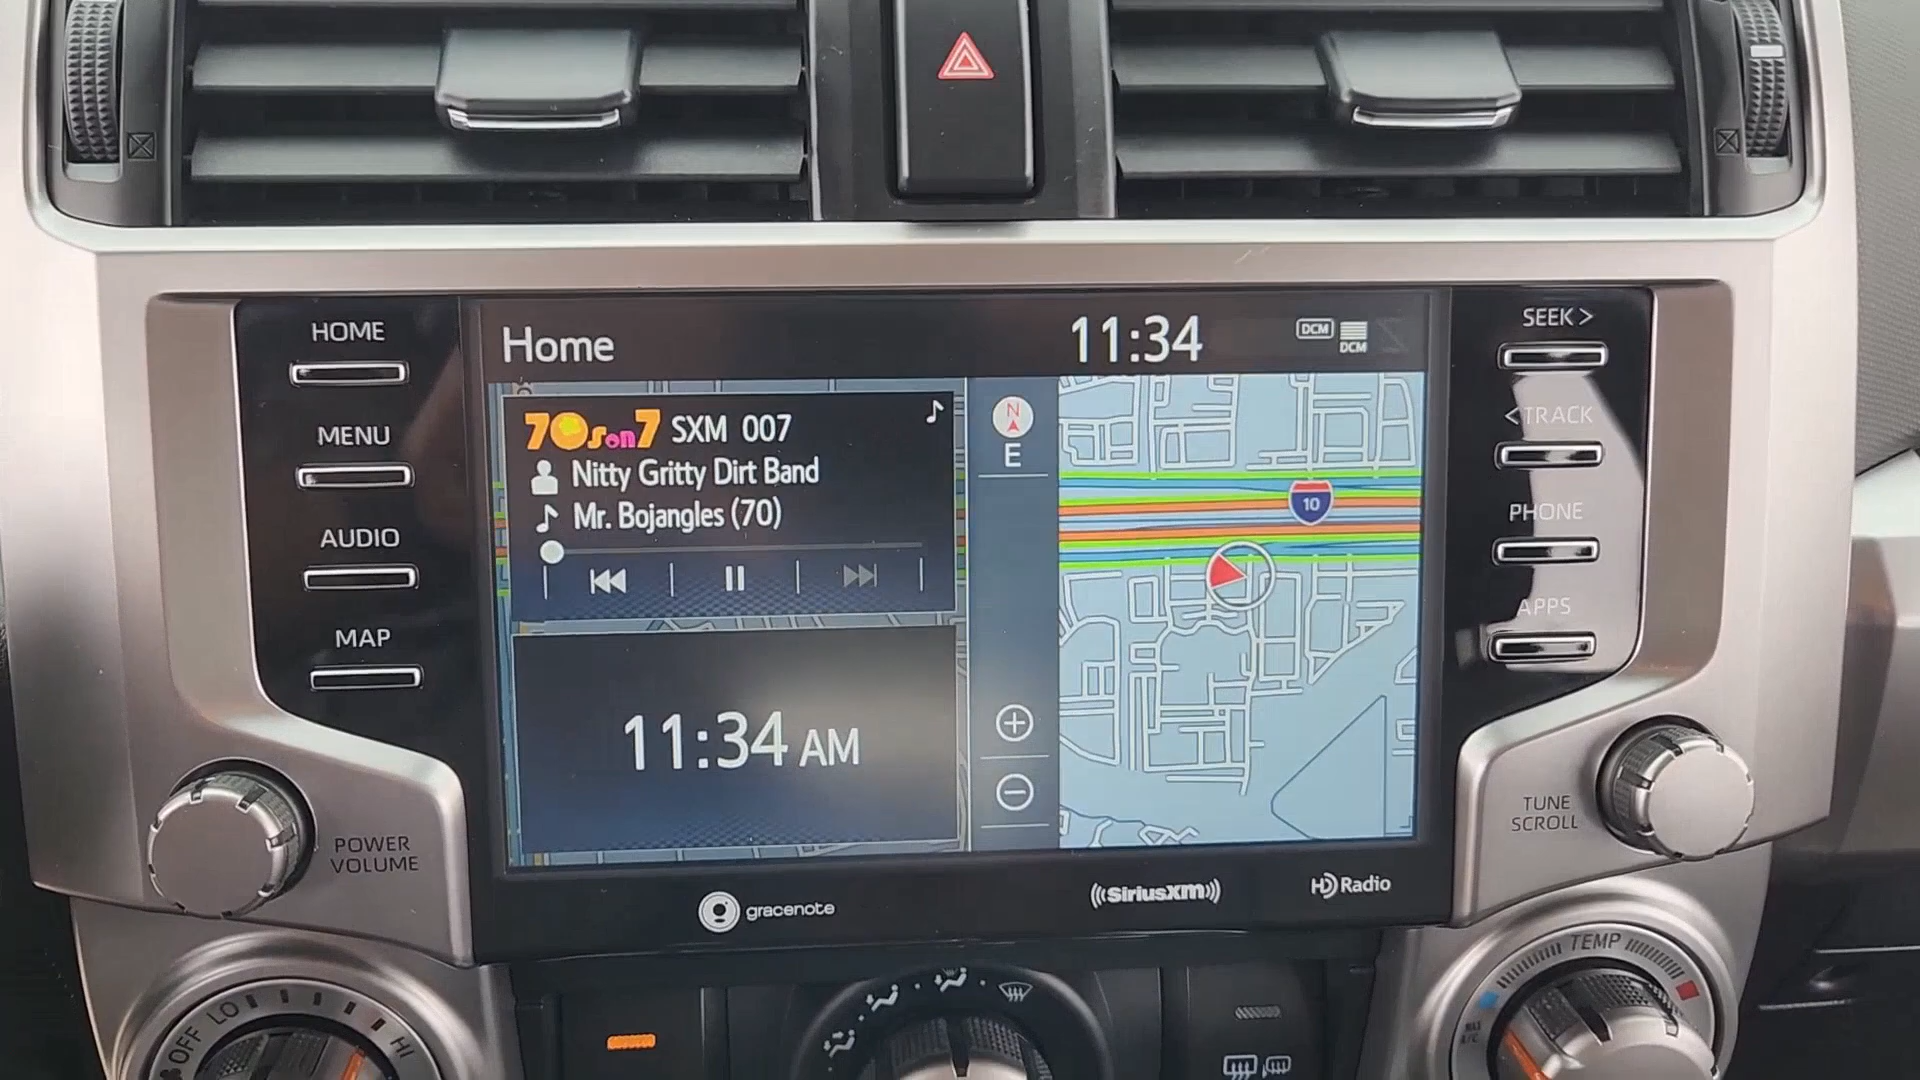 HOME
MENU
AUDIO
MAP
POWER
VOLUME
Home
11:34
DCM
DCM
70s on 7 SXM 007
Nitty Gritty Dirt Band
Mr. Bojangles (70)
11:34 AM
N
E
10
SEEK >
< TRACK
PHONE
APPS
TUNE
SCROLL
gracenote
((SiriusXM))
HD Radio
OFF LO HI
TEMP
MAX
A/C